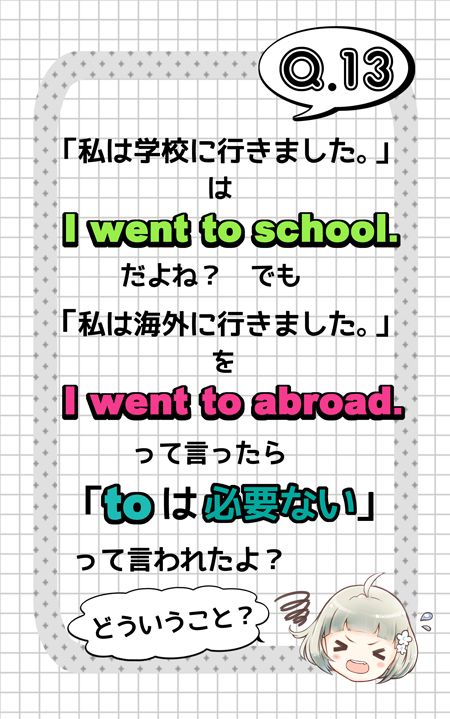 Q.13
「私は学校に行きました。」
は
I went to school.
だよね？　でも
「私は海外に行きました。」
を
I went to abroad.
って言ったら
「toは必要ない」
って言われたよ？
どういうこと？